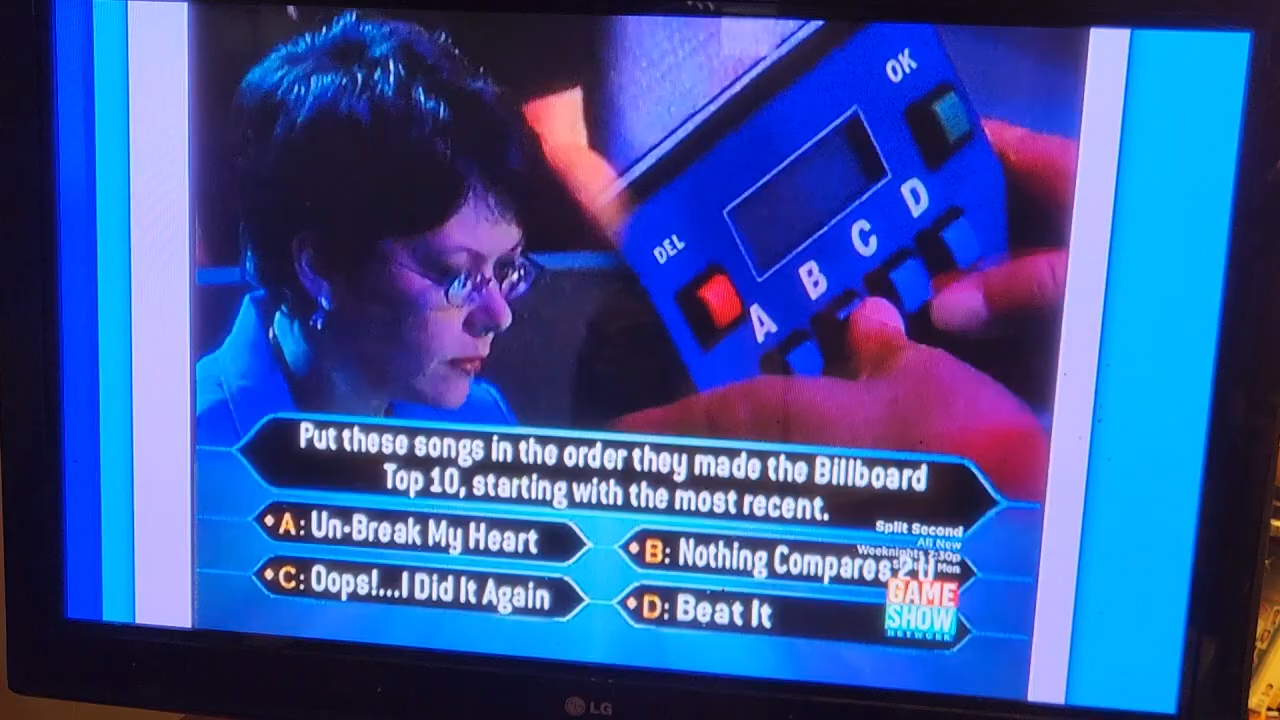 OK
DEL
A
B
C
D
Put these songs in the order they made the Billboard
Top 10, starting with the most recent.
A: Un-Break My Heart
B: Nothing Compares 2 U
C: Oops!...I Did It Again
D: Beat It
Split Second
All New
Weeknights 7:30p
Mon
GAME
SHOW
NETWORK
LG